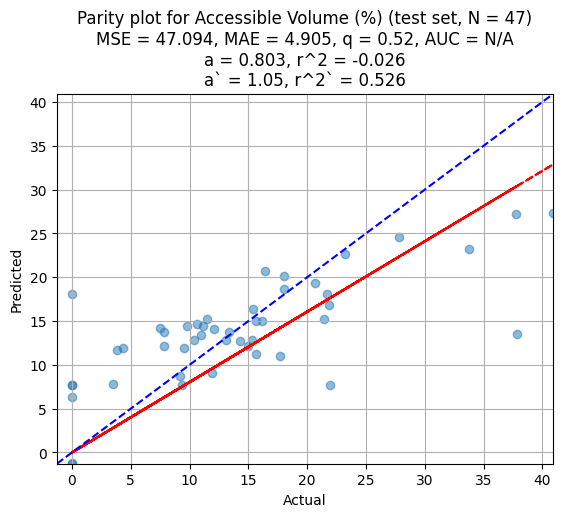 Parity plot for Accessible Volume (%) (test set, N = 47)
MSE = 47.094, MAE = 4.905, q = 0.52, AUC = N/A
a = 0.803, r^2 = -0.026
a` = 1.05, r^2` = 0.526
40
35
30
25
20
15
10
5
0
Predicted
0 5 10 15 20 25 30 35 40
Actual